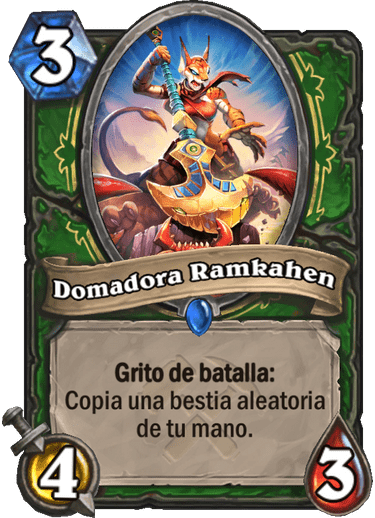 3
Domadora Ramkahen
Grito de batalla:
Copia una bestia aleatoria
de tu mano.
4
3